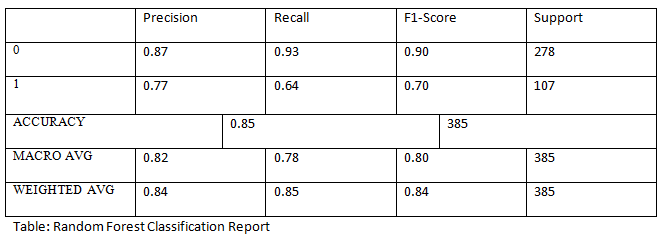 Precision Recall F1-Score Support
0 0.87 0.93 0.90 278
1 0.77 0.64 0.70 107
ACCURACY 0.85 385
MACRO AVG 0.82 0.78 0.80 385
WEIGHTED AVG 0.84 0.85 0.84 385
Table: Random Forest Classification Report